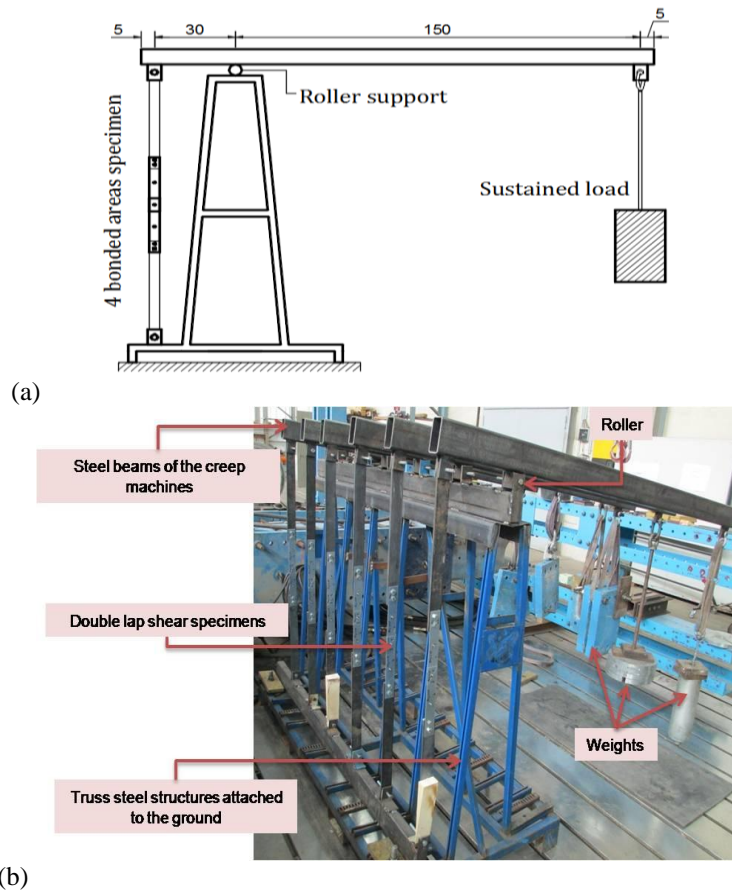 5 30 150 5
Roller support
4 bonded areas specimen
Sustained load
(a)
Roller
Steel beams of the creep
machines
Double lap shear specimens
Weights
Truss steel structures attached
to the ground
(b)